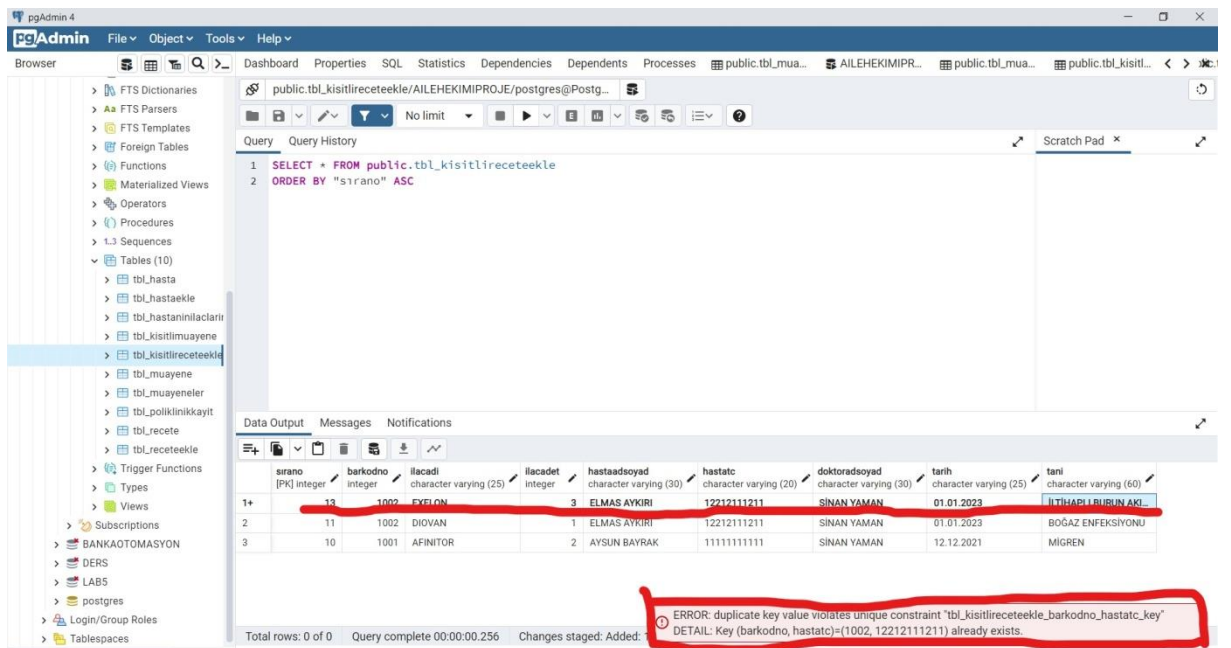 pgAdmin 4
pgAdmin File Object Tools Help
Browser
Dashboard Properties SQL Statistics Dependencies Dependents Processes public.tbl_mua... AILEHEKIMIPR... public.tbl_mua... public.tbl_kisitl...
FTS Dictionaries
FTS Parsers
FTS Templates
Foreign Tables
Functions
Materialized Views
Operators
Procedures
1..3 Sequences
Tables (10)
tbl_hasta
tbl_hastaekle
tbl_hastaninilaclarir
tbl_kisitlimuayene
tbl_kisitlireceteekle
tbl_muayene
tbl_muayeneler
tbl_poliklinikkayit
tbl_recete
tbl_receteekle
Trigger Functions
Types
Views
Subscriptions
BANKAOTOMASYON
DERS
LAB5
postgres
Login/Group Roles
Tablespaces
public.tbl_kisitlireceteekle/AILEHEKIMIPROJE/postgres@Postg...
No limit
Query Query History
Scratch Pad
1 SELECT * FROM public.tbl_kisitlireceteekle
2 ORDER BY "sırano" ASC
Data Output Messages Notifications
sırano barkodno ilacadi ilacadet hastaadsoyad hastatc doktoradsoyad tarih tani
[PK] integer integer character varying (25) integer character varying (30) character varying (20) character varying (30) character varying (25) character varying (60)
1+ 13 1002 EXELON 3 ELMAS AYKIRI 12212111211 SİNAN YAMAN 01.01.2023 İLTİHAPLI BURUN AKI...
2 11 1002 DIOVAN 1 ELMAS AYKIRI 12212111211 SİNAN YAMAN 01.01.2023 BOĞAZ ENFEKSİYONU
3 10 1001 AFINITOR 2 AYSUN BAYRAK 11111111111 SİNAN YAMAN 12.12.2021 MİGREN
ERROR: duplicate key value violates unique constraint "tbl_kisitlireceteekle_barkodno_hastatc_key"
DETAIL: Key (barkodno, hastatc)=(1002, 12212111211) already exists.
Total rows: 0 of 0 Query complete 00:00:00.256 Changes staged: Added: